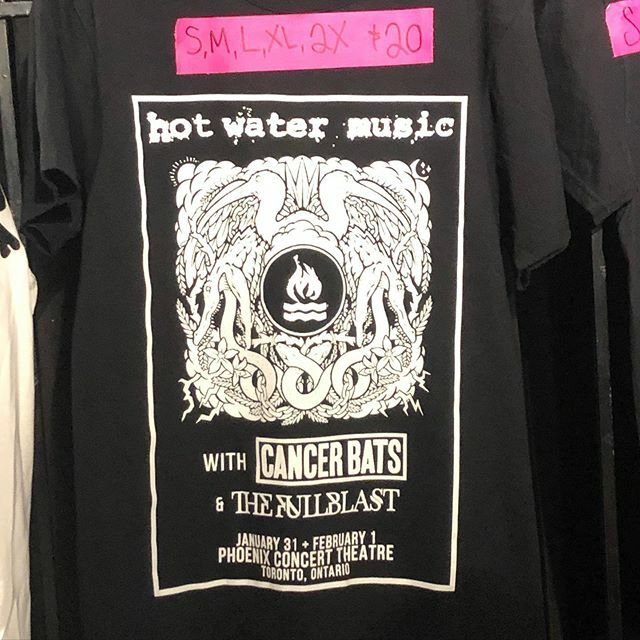 S, M, L, XL, 2X $20
hot water music
WITH CANCER BATS
& THE FULLBLAST
JANUARY 31 + FEBRUARY 1
PHOENIX CONCERT THEATRE
TORONTO, ONTARIO
S